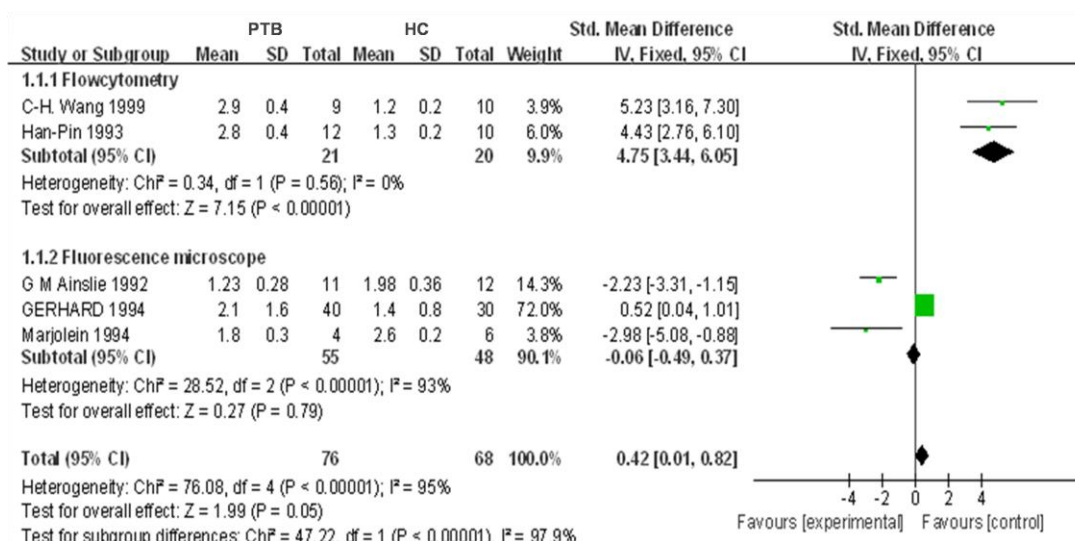 PTB HC Std. Mean Difference Std. Mean Difference
Study or Subgroup Mean SD Total Mean SD Total Weight IV, Fixed, 95% CI IV, Fixed, 95% CI
1.1.1 Flowcytometry
C-H. Wang 1999 2.9 0.4 9 1.2 0.2 10 3.9% 5.23 [3.16, 7.30]
Han-Pin 1993 2.8 0.4 12 1.3 0.2 10 6.0% 4.43 [2.76, 6.10]
Subtotal (95% CI) 21 20 9.9% 4.75 [3.44, 6.05]
Heterogeneity: Chi² = 0.34, df = 1 (P = 0.56); I² = 0%
Test for overall effect: Z = 7.15 (P < 0.00001)
1.1.2 Fluorescence microscope
G M Ainslie 1992 1.23 0.28 11 1.98 0.36 12 14.3% -2.23 [-3.31, -1.15]
GERHARD 1994 2.1 1.6 40 1.4 0.8 30 72.0% 0.52 [0.04, 1.01]
Marjolein 1994 1.8 0.3 4 2.6 0.2 6 3.8% -2.98 [-5.08, -0.88]
Subtotal (95% CI) 55 48 90.1% -0.06 [-0.49, 0.37]
Heterogeneity: Chi² = 28.52, df = 2 (P < 0.00001); I² = 93%
Test for overall effect: Z = 0.27 (P = 0.79)
Total (95% CI) 76 68 100.0% 0.42 [0.01, 0.82]
Heterogeneity: Chi² = 76.08, df = 4 (P < 0.00001); I² = 95%
Test for overall effect: Z = 1.99 (P = 0.05)
Test for subgroup differences: Chi² = 47.22, df = 1 (P < 0.00001), I² = 97.9%
-4 -2 0 2 4
Favours [experimental] Favours [control]